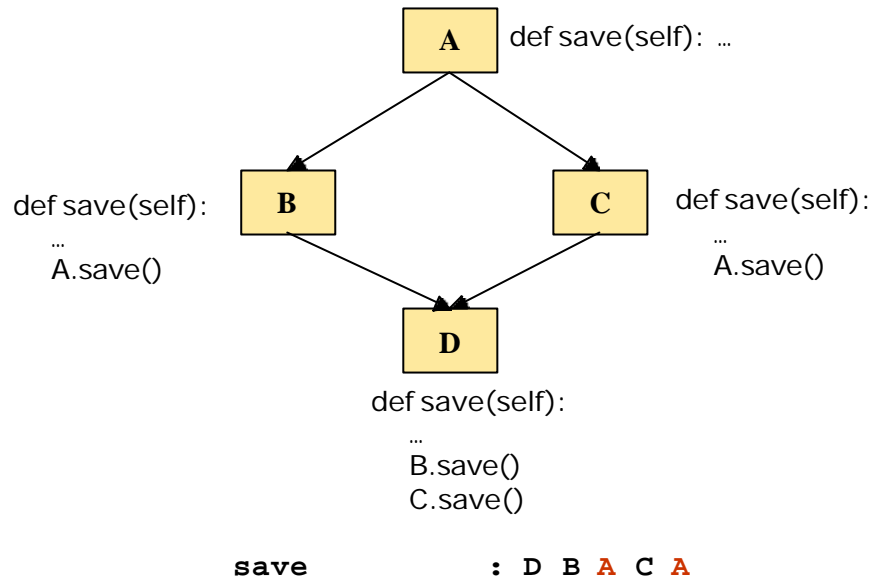 A
def save(self): …
B
def save(self):
…
A.save()
C
def save(self):
…
A.save()
D
def save(self):
…
B.save()
C.save()
save : D B A C A